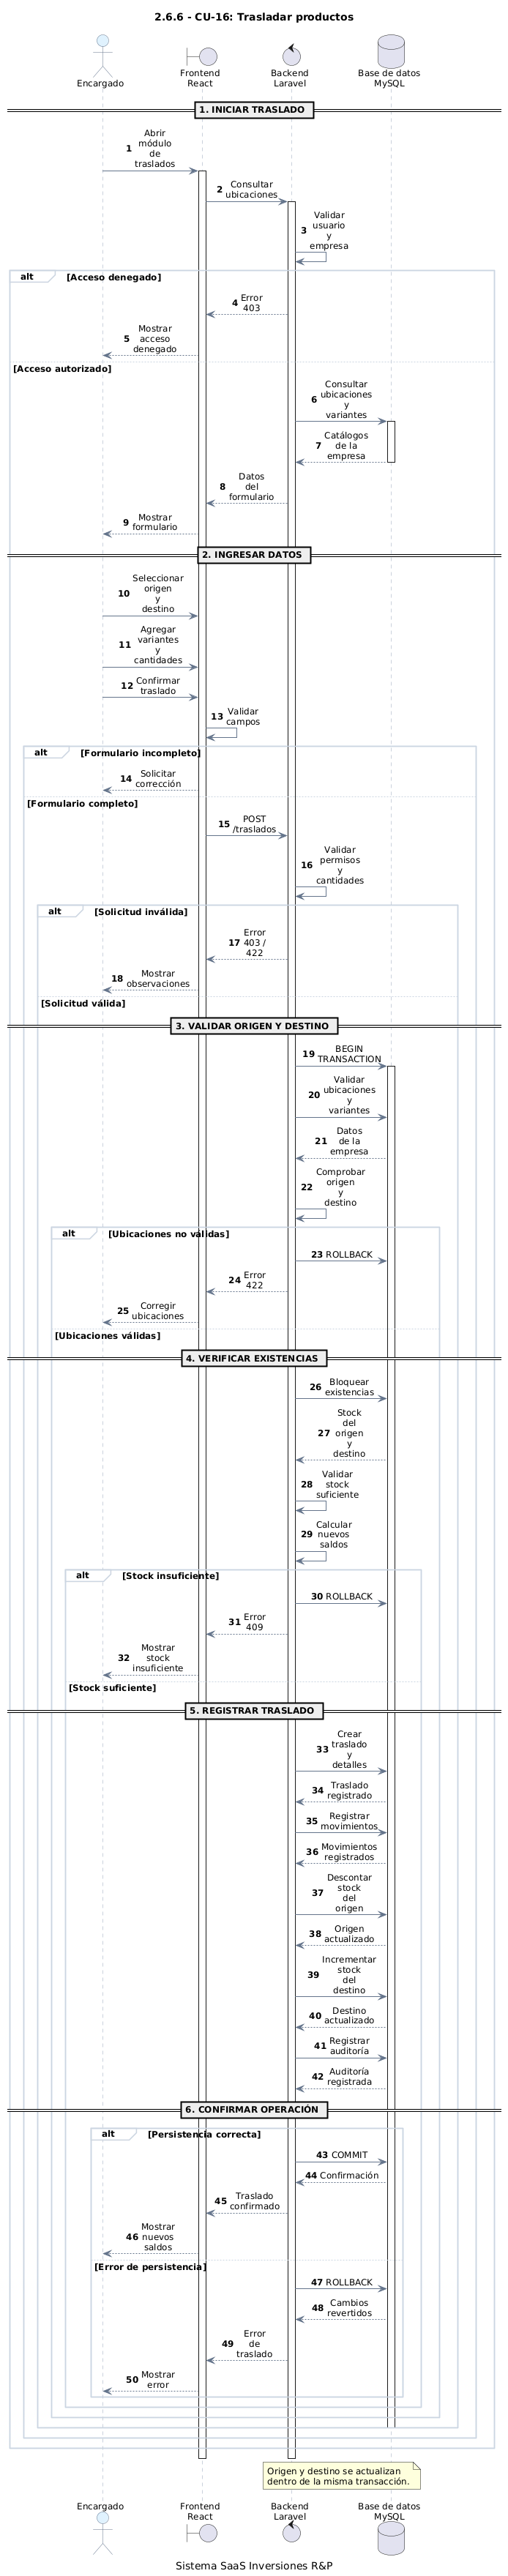 2.6.6 - CU-16: Trasladar productos
Encargado
Frontend
React
Backend
Laravel
Base de datos
MySQL
1. INICIAR TRASLADO
1 Abrir
módulo
de
traslados
2 Consultar
ubicaciones
3 Validar
usuario
y
empresa
alt [Acceso denegado]
4 Error
403
5 Mostrar
acceso
denegado
[Acceso autorizado]
6 Consultar
ubicaciones
y
variantes
7 Catálogos
de la
empresa
8 Datos
del
formulario
9 Mostrar
formulario
2. INGRESAR DATOS
10 Seleccionar
origen
y
destino
11 Agregar
variantes
y
cantidades
12 Confirmar
traslado
13 Validar
campos
alt [Formulario incompleto]
14 Solicitar
corrección
[Formulario completo]
15 POST
/traslados
16 Validar
permisos
y
cantidades
alt [Solicitud inválida]
17 Error
403 /
422
18 Mostrar
observaciones
[Solicitud válida]
3. VALIDAR ORIGEN Y DESTINO
19 BEGIN
TRANSACTION
20 Validar
ubicaciones
y
variantes
21 Datos
de la
empresa
22 Comprobar
origen
y
destino
alt [Ubicaciones no válidas]
23 ROLLBACK
24 Error
422
25 Corregir
ubicaciones
[Ubicaciones válidas]
4. VERIFICAR EXISTENCIAS
26 Bloquear
existencias
27 Stock
del
origen
y
destino
28 Validar
stock
suficiente
29 Calcular
nuevos
saldos
alt [Stock insuficiente]
30 ROLLBACK
31 Error
409
32 Mostrar
stock
insuficiente
[Stock suficiente]
5. REGISTRAR TRASLADO
33 Crear
traslado
y
detalles
34 Traslado
registrado
35 Registrar
movimientos
36 Movimientos
registrados
37 Descontar
stock
del
origen
38 Origen
actualizado
39 Incrementar
stock
del
destino
40 Destino
actualizado
41 Registrar
auditoría
42 Auditoría
registrada
6. CONFIRMAR OPERACIÓN
alt [Persistencia correcta]
43 COMMIT
44 Confirmación
45 Traslado
confirmado
46 Mostrar
nuevos
saldos
[Error de persistencia]
47 ROLLBACK
48 Cambios
revertidos
49 Error
de
traslado
50 Mostrar
error
Origen y destino se actualizan
dentro de la misma transacción.
Encargado
Frontend
React
Backend
Laravel
Base de datos
MySQL
Sistema SaaS Inversiones R&P